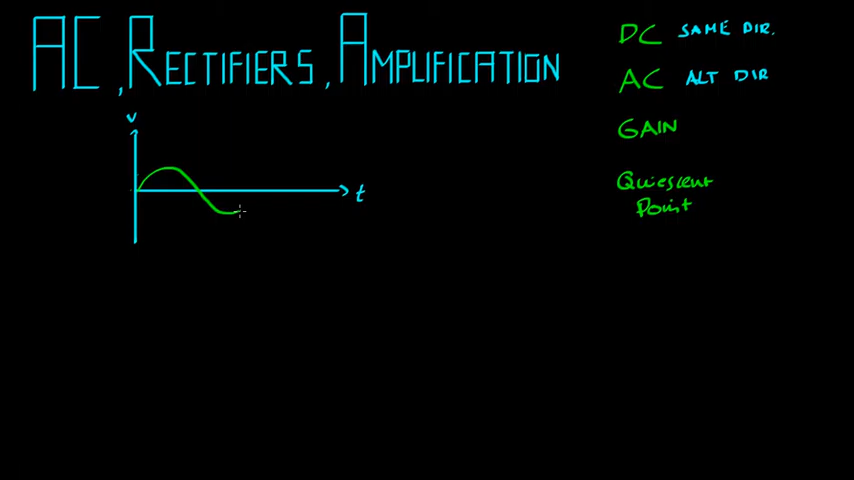 AC, RECTIFIERS, AMPLIFICATION
DC SAME DIR.
AC ALT DIR
GAIN
Quiescent
Point
V
t